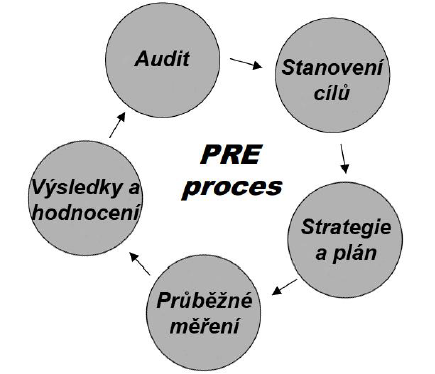 Audit
Stanovení
cílů
PRE
proces
Výsledky a
hodnocení
Strategie
a plán
Průběžné
měření